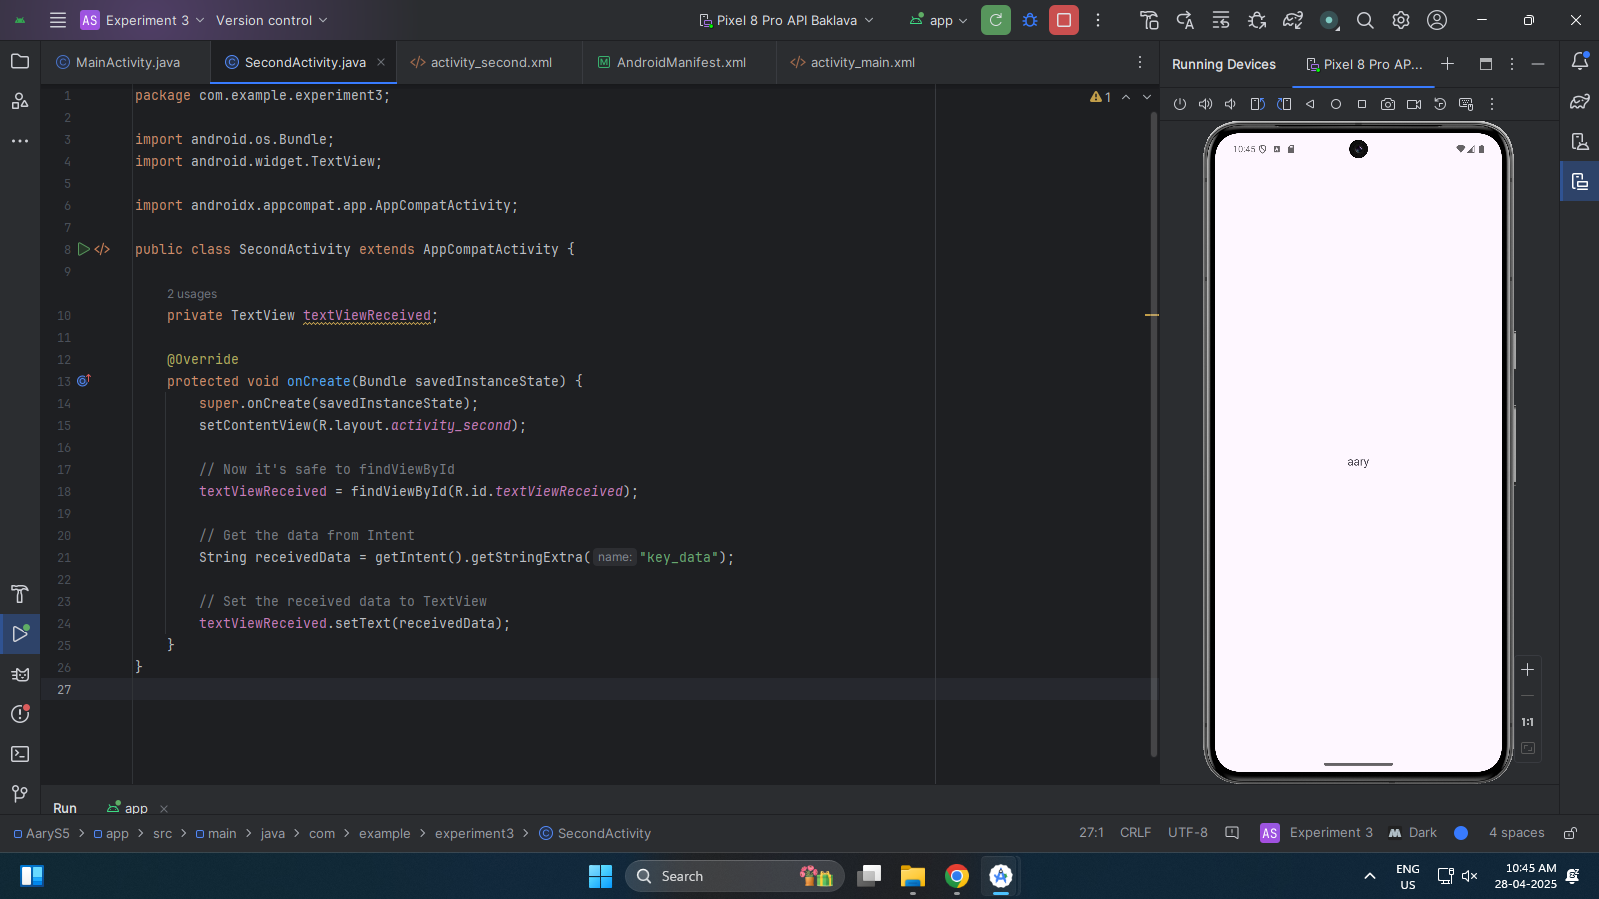 AS Experiment 3 Version control Pixel 8 Pro API Baklava app
MainActivity.java SecondActivity.java activity_second.xml AndroidManifest.xml activity_main.xml
Running Devices Pixel 8 Pro AP...
1 package com.example.experiment3;
1
2
3 import android.os.Bundle;
4 import android.widget.TextView;
5
6 import androidx.appcompat.app.AppCompatActivity;
7
8 public class SecondActivity extends AppCompatActivity {
9
2 usages
10 private TextView textViewReceived;
11
12 @Override
13 protected void onCreate(Bundle savedInstanceState) {
14 super.onCreate(savedInstanceState);
15 setContentView(R.layout.activity_second);
16
17 // Now it's safe to findViewById
18 textViewReceived = findViewById(R.id.textViewReceived);
19
20 // Get the data from Intent
21 String receivedData = getIntent().getStringExtra( name: "key_data");
22
23 // Set the received data to TextView
24 textViewReceived.setText(receivedData);
25 }
26 }
27
10:45
aary
1:1
Run app
AaryS5 > app > src > main > java > com > example > experiment3 > SecondActivity
27:1 CRLF UTF-8 AS Experiment 3 Dark 4 spaces
Search
ENG
US
10:45 AM
28-04-2025